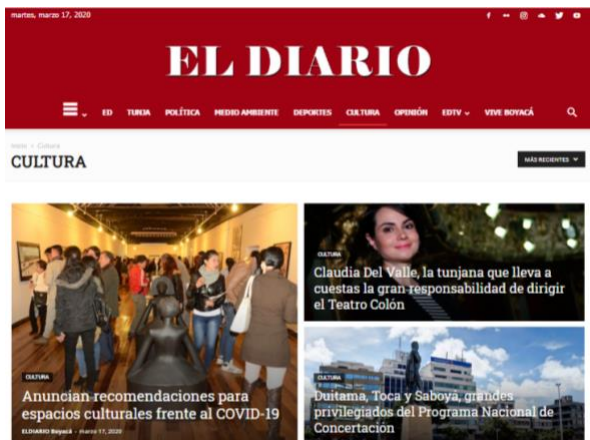 martes, marzo 17, 2020
EL DIARIO
ED TUNJA POLÍTICA MEDIO AMBIENTE DEPORTES CULTURA OPINIÓN EDTV VIVE BOYACÁ
Inicio > Cultura
CULTURA
MÁS RECIENTES
CULTURA
Anuncian recomendaciones para
espacios culturales frente al COVID-19
ELDIARIO Boyacá - marzo 17, 2020
CULTURA
Claudia Del Valle, la tunjana que lleva a
cuestas la gran responsabilidad de dirigir
el Teatro Colón
CULTURA
Duitama, Toca y Saboya, grandes
privilegiados del Programa Nacional de
Concertación